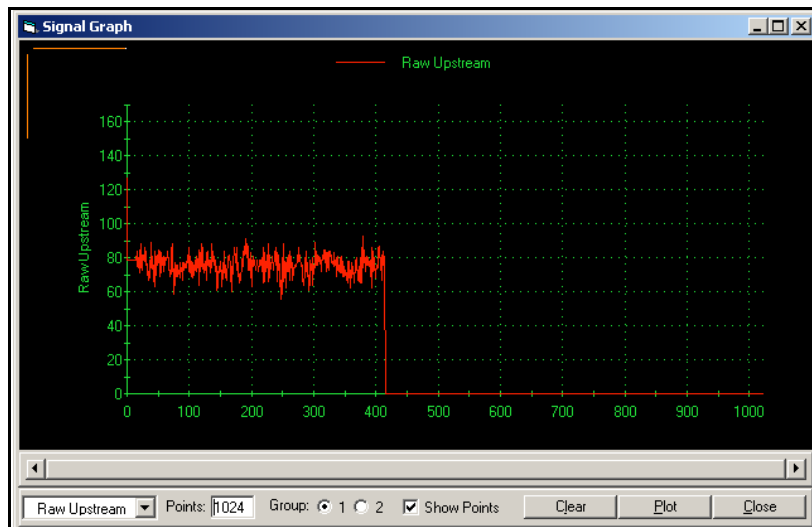 Signal Graph
Raw Upstream
Raw Upstream
160
140
120
100
80
60
40
20
0
0 100 200 300 400 500 600 700 800 900 1000
Raw Upstream Points: 1024 Group: 1 2 Show Points Clear Plot Close